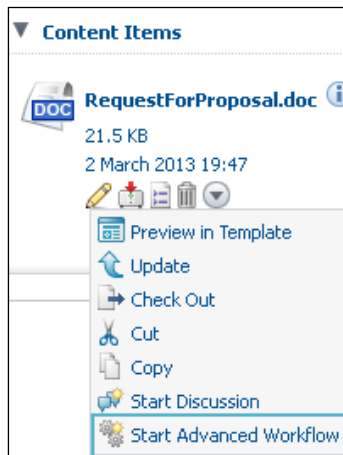 Content Items
DOC
RequestForProposal.doc
21.5 KB
2 March 2013 19:47
Preview in Template
Update
Check Out
Cut
Copy
Start Discussion
Start Advanced Workflow